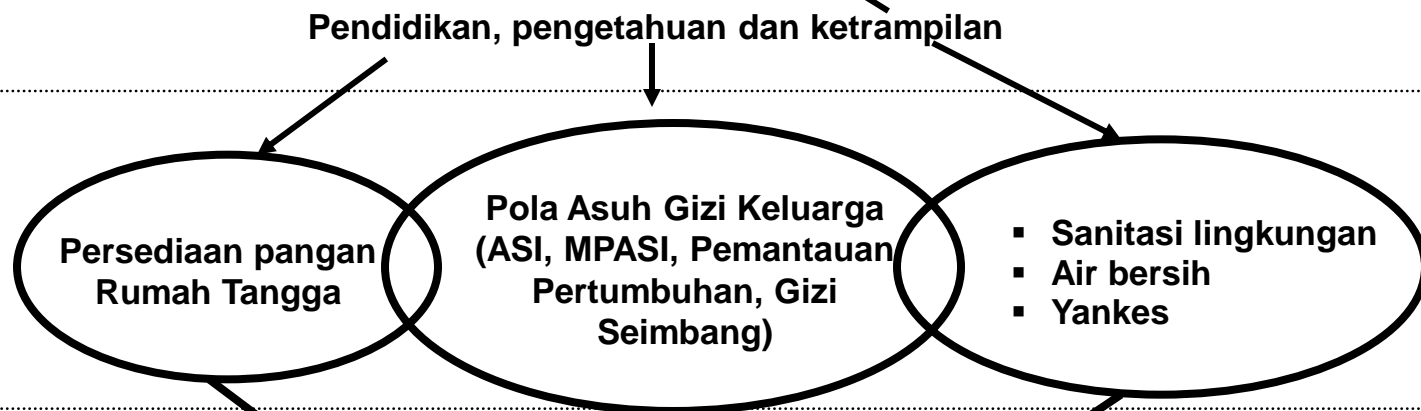 Pendidikan, pengetahuan dan ketrampilan
Persediaan pangan
Rumah Tangga
Pola Asuh Gizi Keluarga
(ASI, MPASI, Pemantauan
Pertumbuhan, Gizi
Seimbang)
▪ Sanitasi lingkungan
▪ Air bersih
▪ Yankes